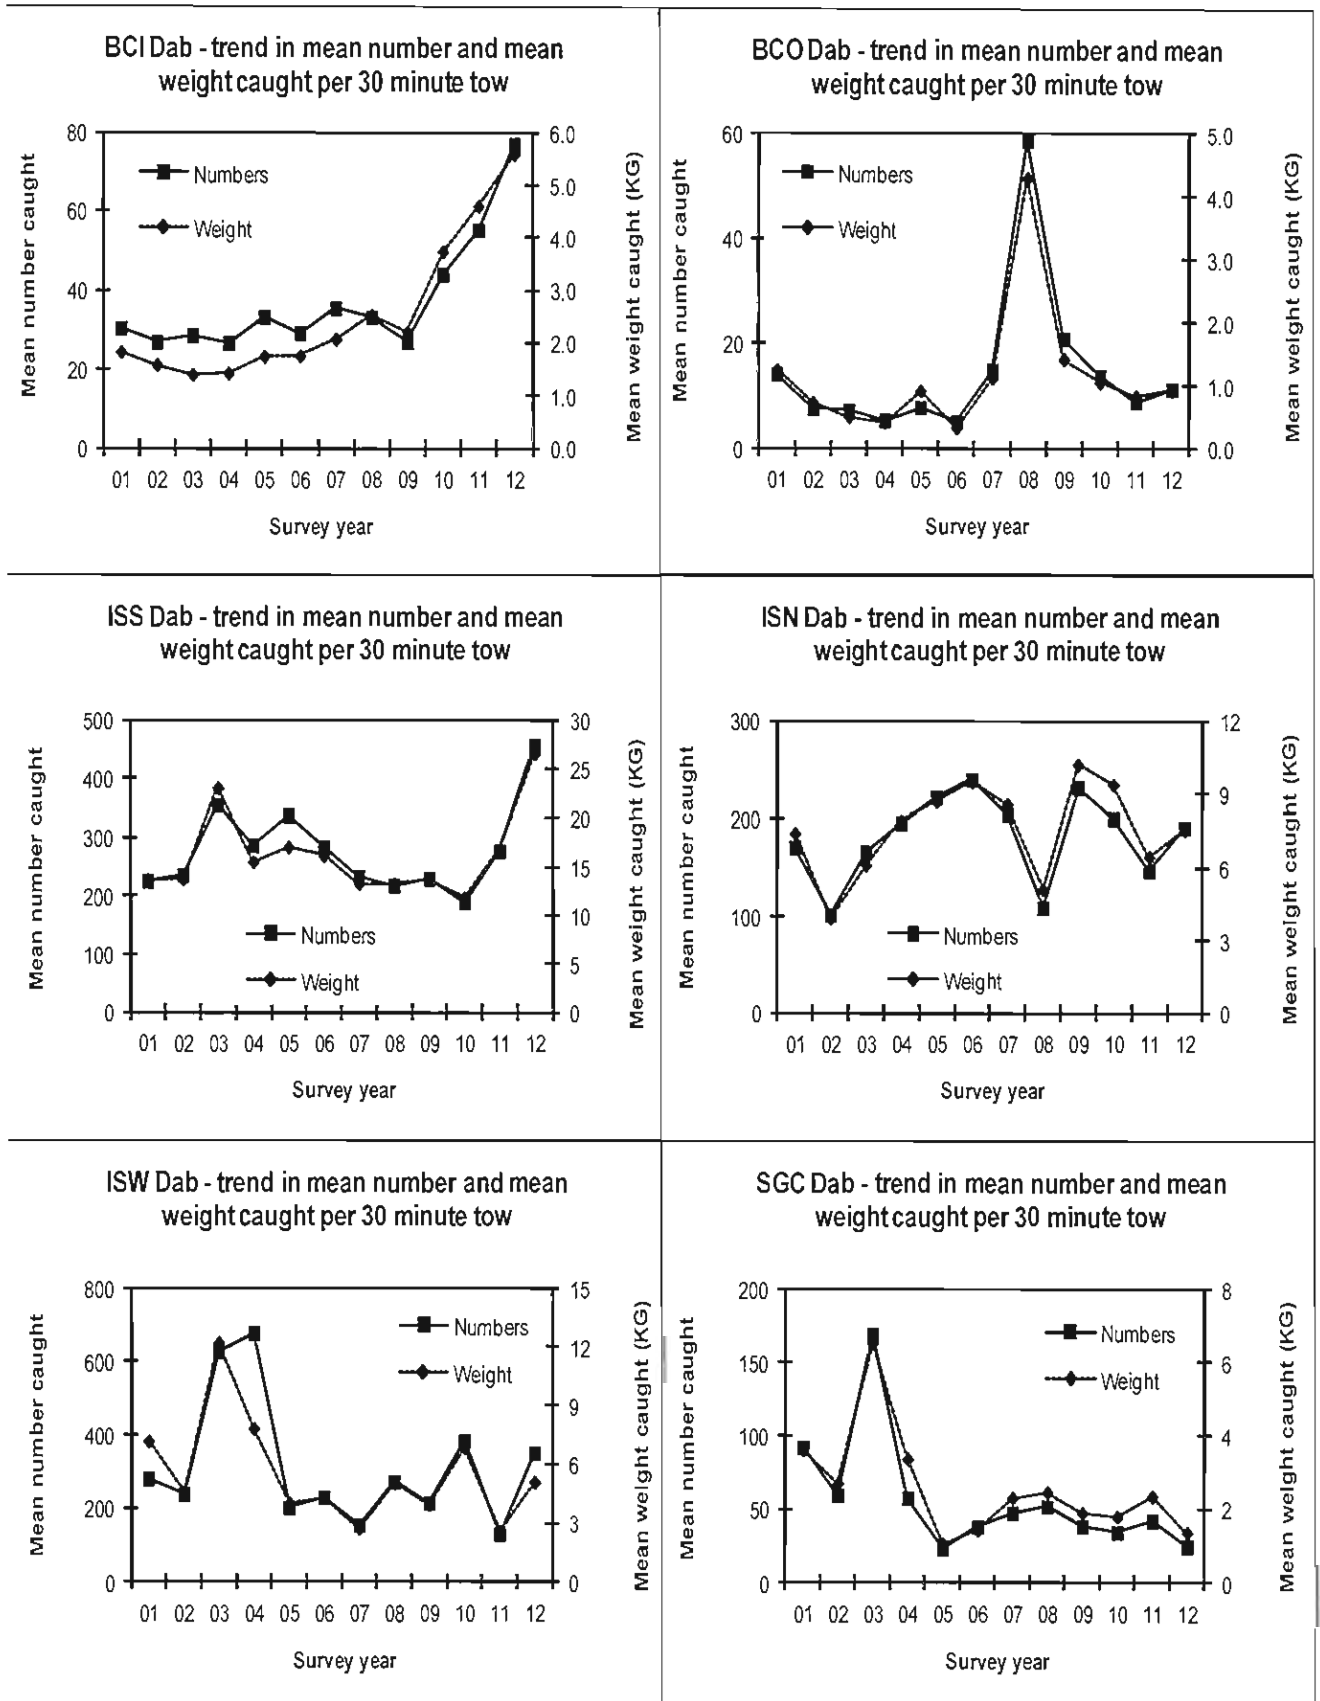 BCI Dab - trend in mean number and mean
weight caught per 30 minute tow
Mean number caught
Mean weight caught (KG)
80
60
40
20
0
6.0
5.0
4.0
3.0
2.0
1.0
0.0
Numbers
Weight
01 02 03 04 05 06 07 08 09 10 11 12
Survey year
BCO Dab - trend in mean number and mean
weight caught per 30 minute tow
Mean number caught
Mean weight caught (KG)
60
40
20
0
5.0
4.0
3.0
2.0
1.0
0.0
Numbers
Weight
01 02 03 04 05 06 07 08 09 10 11 12
Survey year
ISS Dab - trend in mean number and mean
weight caught per 30 minute tow
Mean number caught
Mean weight caught (KG)
500
400
300
200
100
0
30
25
20
15
10
5
0
Numbers
Weight
01 02 03 04 05 06 07 08 09 10 11 12
Survey year
ISN Dab - trend in mean number and mean
weight caught per 30 minute tow
Mean number caught
Mean weight caught (KG)
300
200
100
0
12
9
6
3
0
Numbers
Weight
01 02 03 04 05 06 07 08 09 10 11 12
Survey year
ISW Dab - trend in mean number and mean
weight caught per 30 minute tow
Mean number caught
Mean weight caught (KG)
800
600
400
200
0
15
12
9
6
3
0
Numbers
Weight
01 02 03 04 05 06 07 08 09 10 11 12
Survey year
SGC Dab - trend in mean number and mean
weight caught per 30 minute tow
Mean number caught
Mean weight caught (KG)
200
150
100
50
0
8
6
4
2
0
Numbers
Weight
01 02 03 04 05 06 07 08 09 10 11 12
Survey year